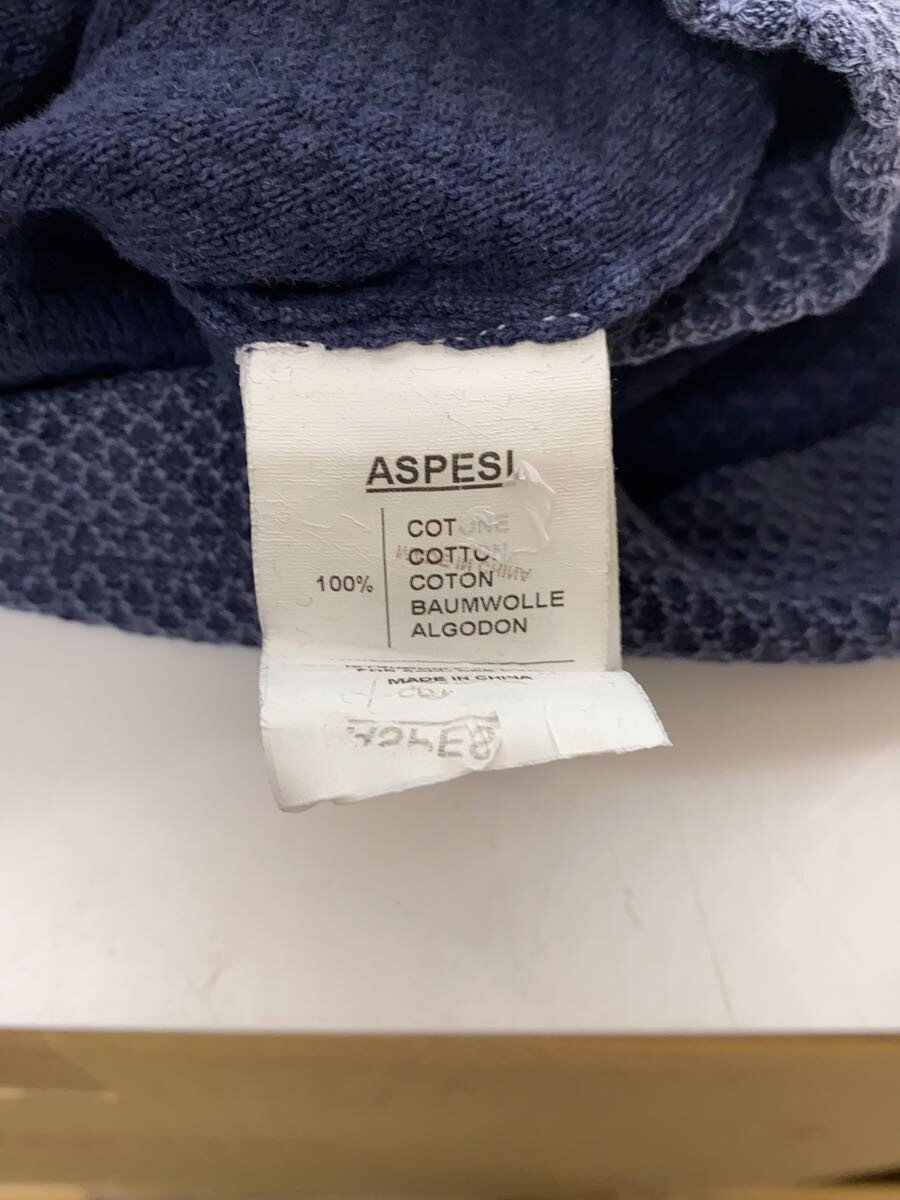 ASPESI
COTONE
COTTON
100% COTON
BAUMWOLLE
ALGODON
MADE IN CHINA